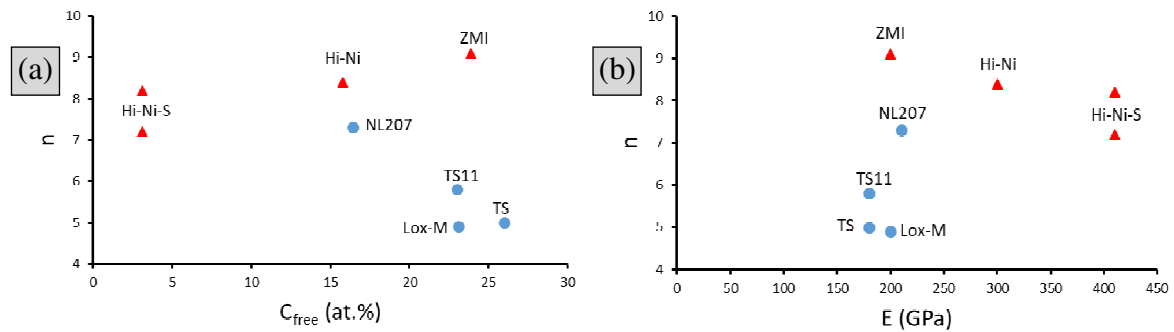 (a)
n
10
9
8
7
6
5
4
ZMI
Hi-Ni
Hi-Ni-S
NL207
TS11
TS
Lox-M
0 5 10 15 20 25 30
C_free (at.%)
(b)
n
10
9
8
7
6
5
4
ZMI
Hi-Ni
NL207
Hi-Ni-S
TS11
TS
Lox-M
0 50 100 150 200 250 300 350 400 450
E (GPa)